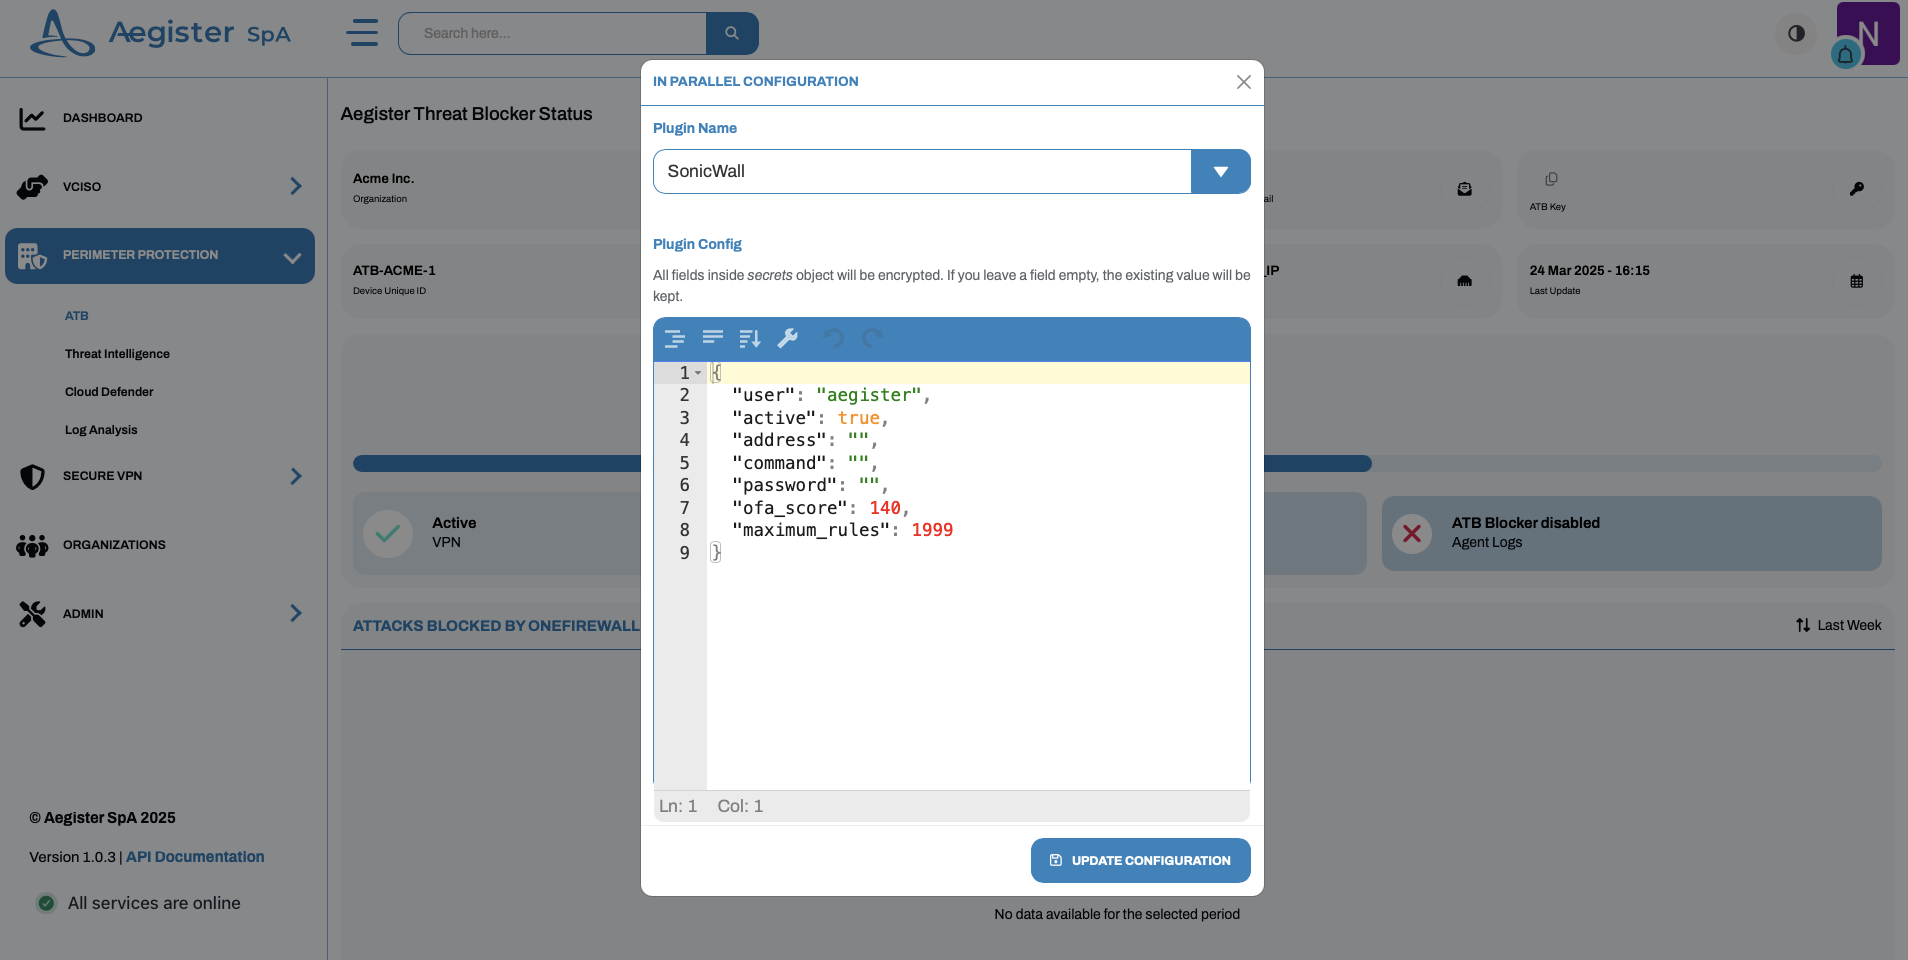 Aegister SpA
Search here...
N
DASHBOARD
VCISO
PERIMETER PROTECTION
ATB
Threat Intelligence
Cloud Defender
Log Analysis
SECURE VPN
ORGANIZATIONS
ADMIN
© Aegister SpA 2025
Version 1.0.3 | API Documentation
All services are online
Aegister Threat Blocker Status
Acme Inc.
Organization
ail
ATB Key
ATB-ACME-1
Device Unique ID
_IP
24 Mar 2025 - 16:15
Last Update
Active
VPN
ATB Blocker disabled
Agent Logs
ATTACKS BLOCKED BY ONEFIREWALL
Last Week
No data available for the selected period
IN PARALLEL CONFIGURATION
Plugin Name
SonicWall
Plugin Config
All fields inside secrets object will be encrypted. If you leave a field empty, the existing value will be
kept.
1 {
2 "user": "aegister",
3 "active": true,
4 "address": "",
5 "command": "",
6 "password": "",
7 "ofa_score": 140,
8 "maximum_rules": 1999
9 }
Ln: 1 Col: 1
UPDATE CONFIGURATION